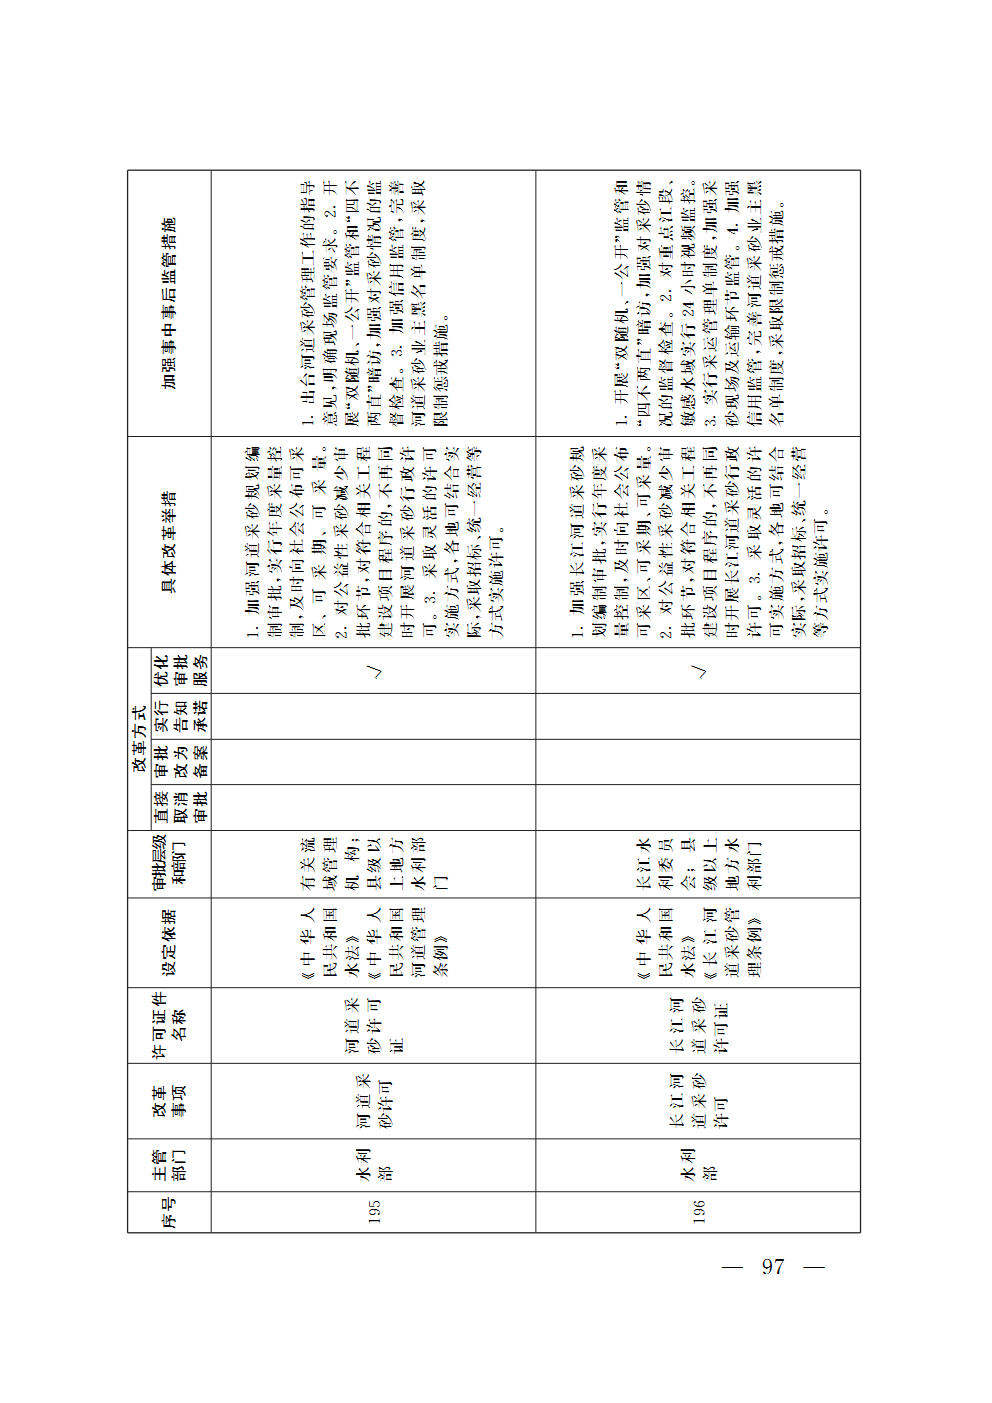 序号
主管
部门
改革
事项
许可证件
名称
设定依据
审批层级
和部门
改革方式
直接
取消
审批
审批
改为
备案
实行
告知
承诺
优化
审批
服务
具体改革举措
加强事中事后监管措施
195
水利
部
河道采
砂许可
河道采
砂许可
证
《中华人
民共和国
水法》
《中华人
民共和国
河道管理
条例》
有关流
域管理
机构；
县级以
上地方
水利部
门
√
1. 加强河道采砂规划编
制审批,实行年度采量控
制,及时向社会公布可采
区、可采期、可采量。
2. 对公益性采砂减少审
批环节,对符合相关工程
建设项目程序的,不再同
时开展河道采砂行政许
可。3. 采取灵活的许可
实施方式,各地可结合实
际,采取招标、统一经营等
方式实施许可。
1. 出台河道采砂管理工作的指导
意见,明确现场监管要求。2. 开
展“双随机、一公开”监管和“四不
两直”暗访,加强对采砂情况的监
督检查。3. 加强信用监管,完善
河道采砂业主黑名单制度,采取
限制惩戒措施。
196
水利
部
长江河
道采砂
许可
长江河
道采砂
许可证
《中华人
民共和国
水法》
《长江河
道采砂管
理条例》
长江水
利委员
会；县
级以上
地方水
利部门
√
1. 加强长江河道采砂规
划编制审批,实行年度采
量控制,及时向社会公布
可采区、可采期、可采量。
2. 对公益性采砂减少审
批环节,对符合相关工程
建设项目程序的,不再同
时开展长江河道采砂行政
许可。3. 采取灵活的许
可实施方式,各地可结合
实际,采取招标、统一经营
等方式实施许可。
1. 开展“双随机、一公开”监管和
“四不两直”暗访,加强对采砂情
况的监督检查。2. 对重点江段、
敏感水域实行24小时视频监控。
3. 实行采运管理单制度,加强采
砂现场及运输环节监管。4. 加强
信用监管,完善河道采砂业主黑
名单制度,采取限制惩戒措施。
— 97 —